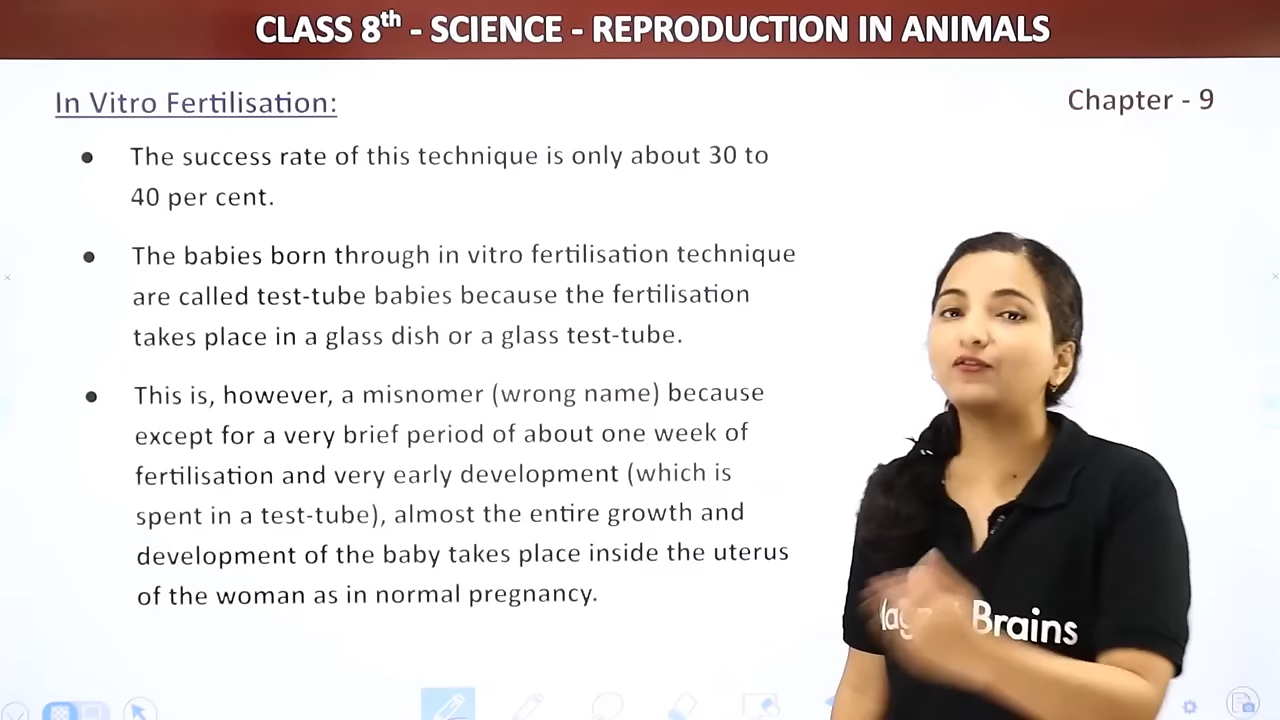 CLASS 8th - SCIENCE - REPRODUCTION IN ANIMALS
In Vitro Fertilisation:
Chapter - 9
● The success rate of this technique is only about 30 to
40 per cent.
● The babies born through in vitro fertilisation technique
are called test-tube babies because the fertilisation
takes place in a glass dish or a glass test-tube.
● This is, however, a misnomer (wrong name) because
except for a very brief period of about one week of
fertilisation and very early development (which is
spent in a test-tube), almost the entire growth and
development of the baby takes place inside the uterus
of the woman as in normal pregnancy.
Brains